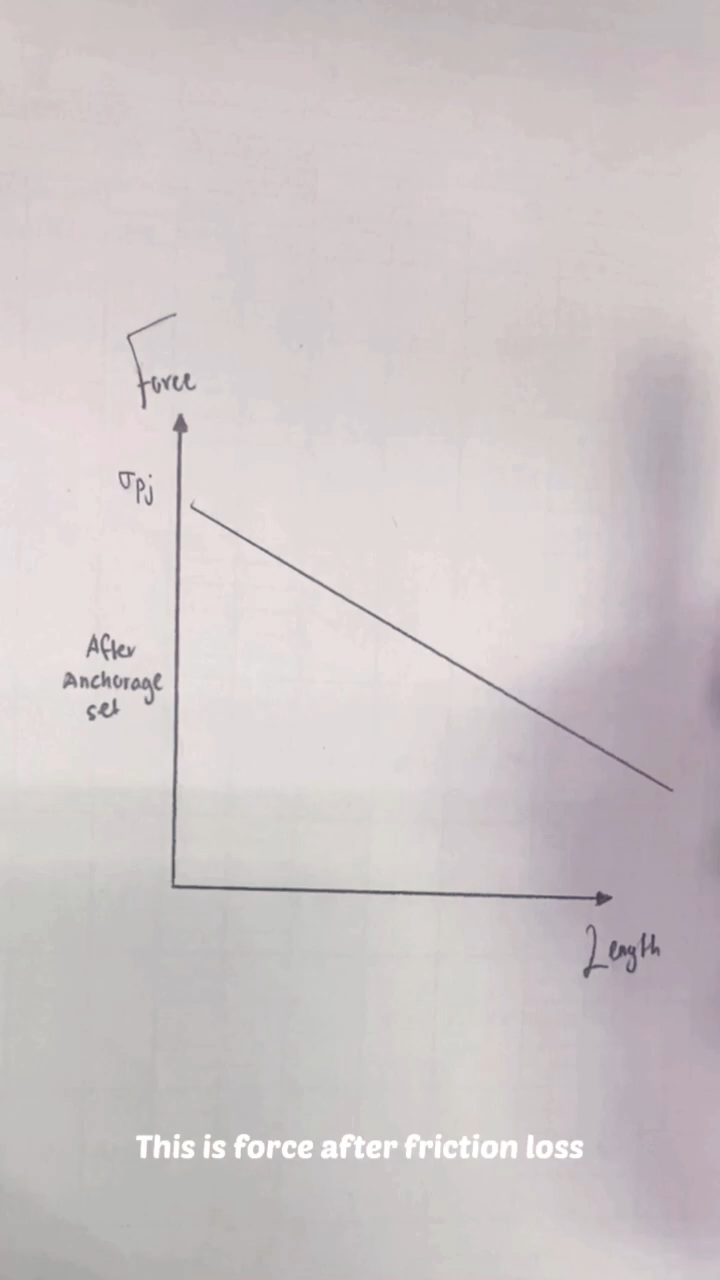 Force
σpj
After
Anchorage
set
Length
This is force after friction loss